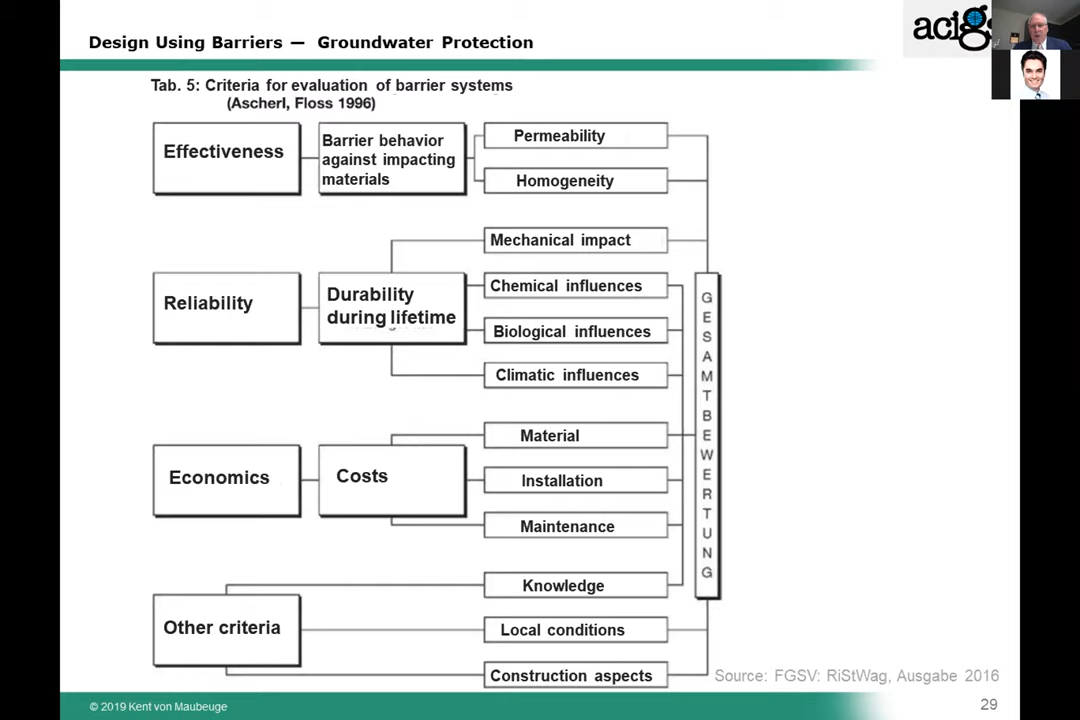 Design Using Barriers — Groundwater Protection
acigs
Tab. 5: Criteria for evaluation of barrier systems
(Ascherl, Floss 1996)
Effectiveness
Barrier behavior
against impacting
materials
Permeability
Homogeneity
Mechanical impact
Reliability
Durability
during lifetime
Chemical influences
Biological influences
Climatic influences
Economics
Costs
Material
Installation
Maintenance
Other criteria
Knowledge
Local conditions
Construction aspects
GESAMTBEWERTUNG
Source: FGSV: RiStWag, Ausgabe 2016
© 2019 Kent von Maubeuge
29